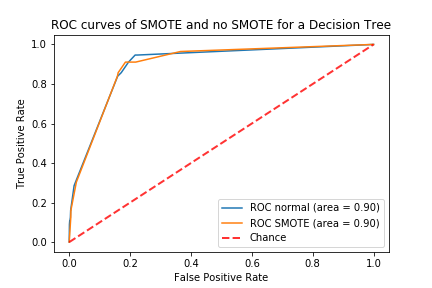 ROC curves of SMOTE and no SMOTE for a Decision Tree
True Positive Rate
1.0
0.8
0.6
0.4
0.2
0.0
ROC normal (area = 0.90)
ROC SMOTE (area = 0.90)
Chance
0.0 0.2 0.4 0.6 0.8 1.0
False Positive Rate